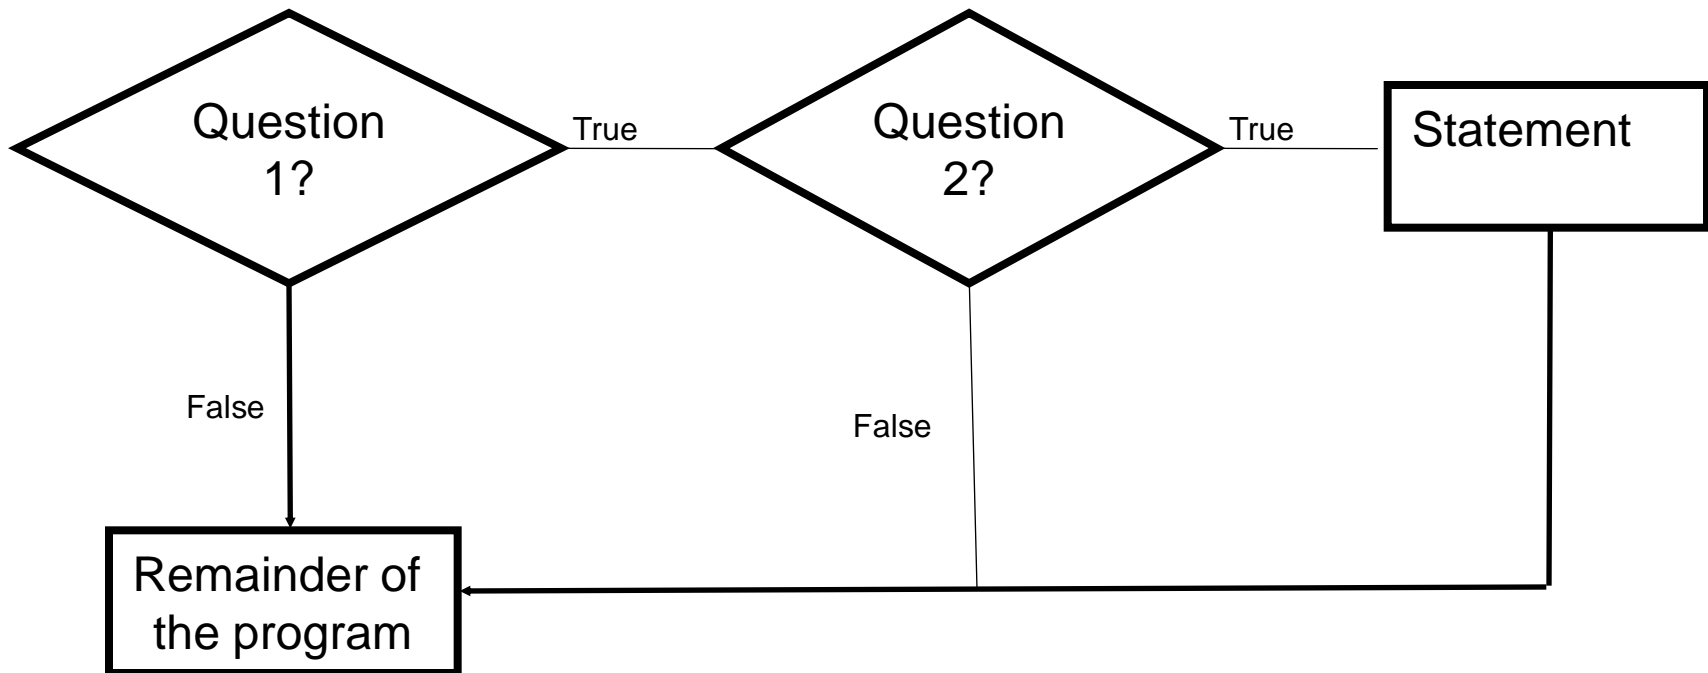 Question
1?
True
Question
2?
True
Statement
False
False
Remainder of
the program